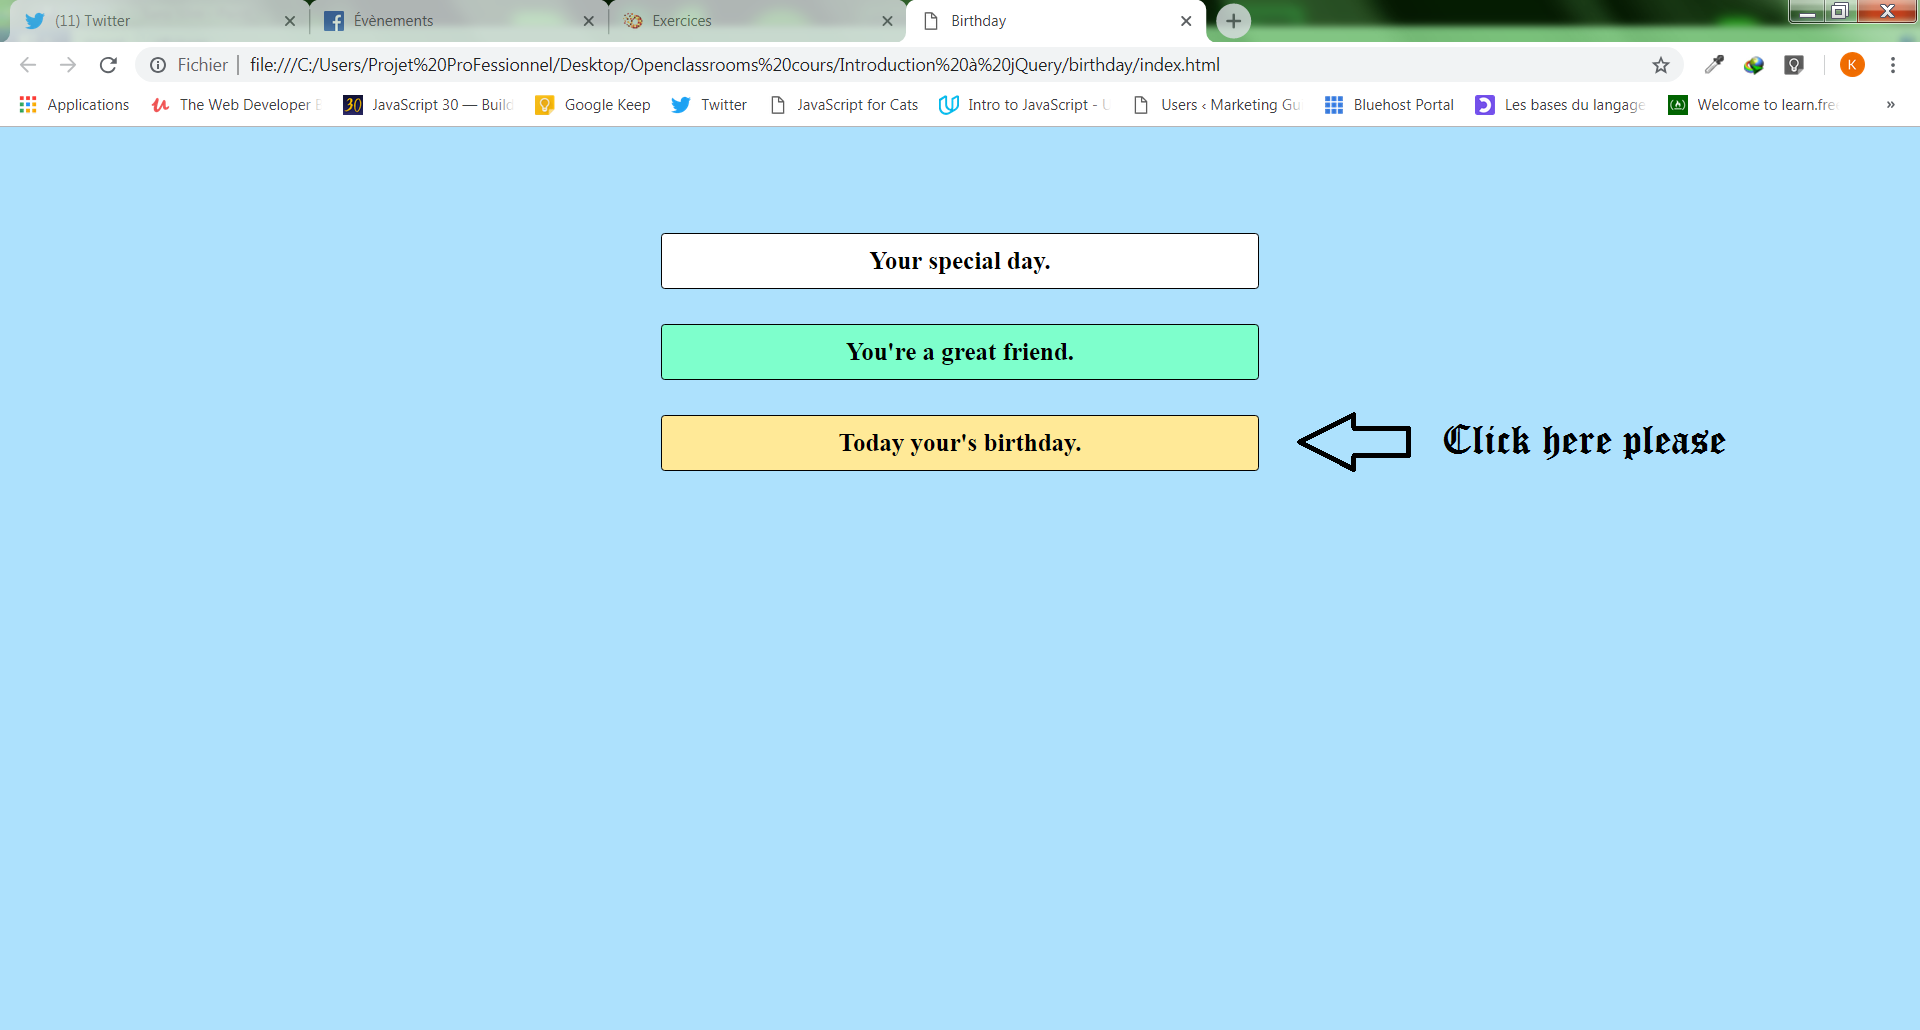 (11) Twitter
Évènements
Exercices
Birthday
Fichier | file:///C:/Users/Projet%20ProFessionnel/Desktop/Openclassrooms%20cours/Introduction%20à%20jQuery/birthday/index.html
K
Applications
The Web Developer
30 JavaScript 30 — Build
Google Keep
Twitter
JavaScript for Cats
Intro to JavaScript -
Users ‹ Marketing Gu
Bluehost Portal
Les bases du langage
Welcome to learn.fre
»
Your special day.
You're a great friend.
Today your's birthday.
Click here please